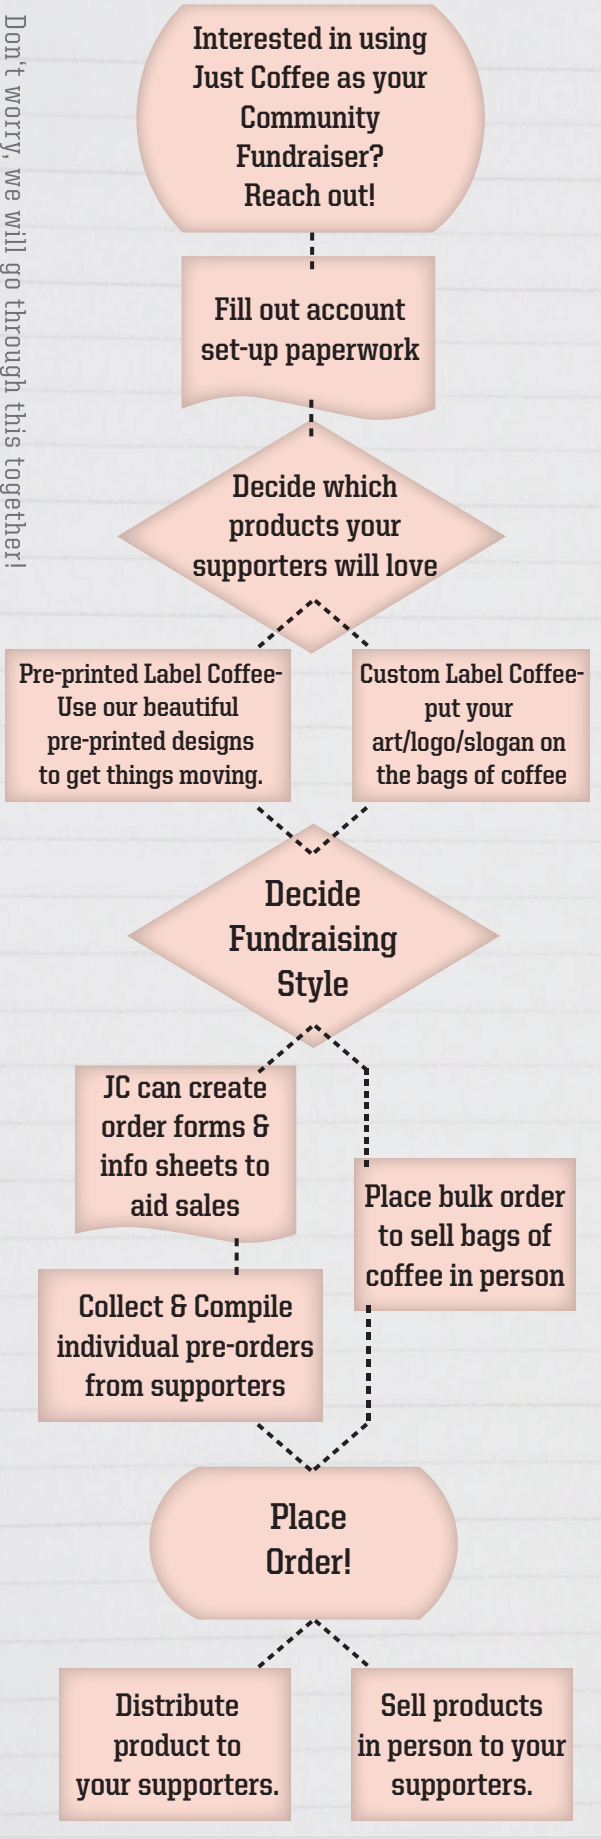 Don't worry, we will go through this together!
Interested in using
Just Coffee as your
Community
Fundraiser?
Reach out!
Fill out account
set-up paperwork
Decide which
products your
supporters will love
Pre-printed Label Coffee-
Use our beautiful
pre-printed designs
to get things moving.
Custom Label Coffee-
put your
art/logo/slogan on
the bags of coffee
Decide
Fundraising
Style
JC can create
order forms &
info sheets to
aid sales
Place bulk order
to sell bags of
coffee in person
Collect & Compile
individual pre-orders
from supporters
Place
Order!
Distribute
product to
your supporters.
Sell products
in person to your
supporters.